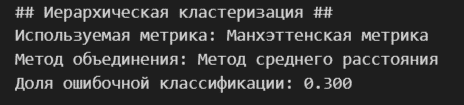 ## Иерархическая кластеризация ##
Используемая метрика: Манхэттенская метрика
Метод объединения: Метод среднего расстояния
Доля ошибочной классификации: 0.300